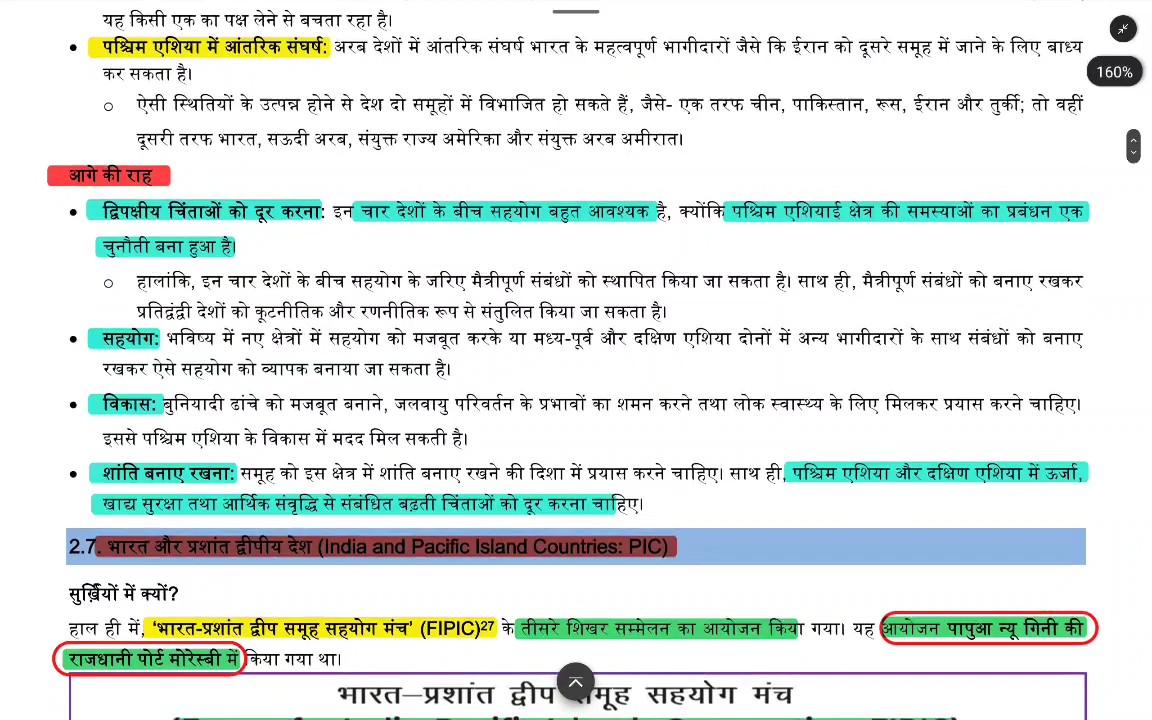 यह किसी एक का पक्ष लेने से बचता रहा है।
160%
• पश्चिम एशिया में आंतरिक संघर्ष: अरब देशों में आंतरिक संघर्ष भारत के महत्वपूर्ण भागीदारों जैसे कि ईरान को दूसरे समूह में जाने के लिए बाध्य
कर सकता है।
o ऐसी स्थितियों के उत्पन्न होने से देश दो समूहों में विभाजित हो सकते हैं, जैसे- एक तरफ चीन, पाकिस्तान, रूस, ईरान और तुर्की; तो वहीं
दूसरी तरफ भारत, सऊदी अरब, संयुक्त राज्य अमेरिका और संयुक्त अरब अमीरात।
आगे की राह
• द्विपक्षीय चिंताओं को दूर करना: इन चार देशों के बीच सहयोग बहुत आवश्यक है, क्योंकि पश्चिम एशियाई क्षेत्र की समस्याओं का प्रबंधन एक
चुनौती बना हुआ है।
o हालांकि, इन चार देशों के बीच सहयोग के जरिए मैत्रीपूर्ण संबंधों को स्थापित किया जा सकता है। साथ ही, मैत्रीपूर्ण संबंधों को बनाए रखकर
प्रतिद्वंद्वी देशों को कूटनीतिक और रणनीतिक रूप से संतुलित किया जा सकता है।
• सहयोग: भविष्य में नए क्षेत्रों में सहयोग को मजबूत करके या मध्य-पूर्व और दक्षिण एशिया दोनों में अन्य भागीदारों के साथ संबंधों को बनाए
रखकर ऐसे सहयोग को व्यापक बनाया जा सकता है।
• विकास: बुनियादी ढांचे को मजबूत बनाने, जलवायु परिवर्तन के प्रभावों का शमन करने तथा लोक स्वास्थ्य के लिए मिलकर प्रयास करने चाहिए।
इससे पश्चिम एशिया के विकास में मदद मिल सकती है।
• शांति बनाए रखना: समूह को इस क्षेत्र में शांति बनाए रखने की दिशा में प्रयास करने चाहिए। साथ ही, पश्चिम एशिया और दक्षिण एशिया में ऊर्जा,
खाद्य सुरक्षा तथा आर्थिक संवृद्धि से संबंधित बढ़ती चिंताओं को दूर करना चाहिए।
2.7. भारत और प्रशांत द्वीपीय देश (India and Pacific Island Countries: PIC)
सुर्ख़ियों में क्यों?
हाल ही में, 'भारत-प्रशांत द्वीप समूह सहयोग मंच' (FIPIC)27 के तीसरे शिखर सम्मेलन का आयोजन किया गया। यह आयोजन पापुआ न्यू गिनी की
राजधानी पोर्ट मोरेस्बी में किया गया था।
भारत–प्रशांत द्वीप समूह सहयोग मंच